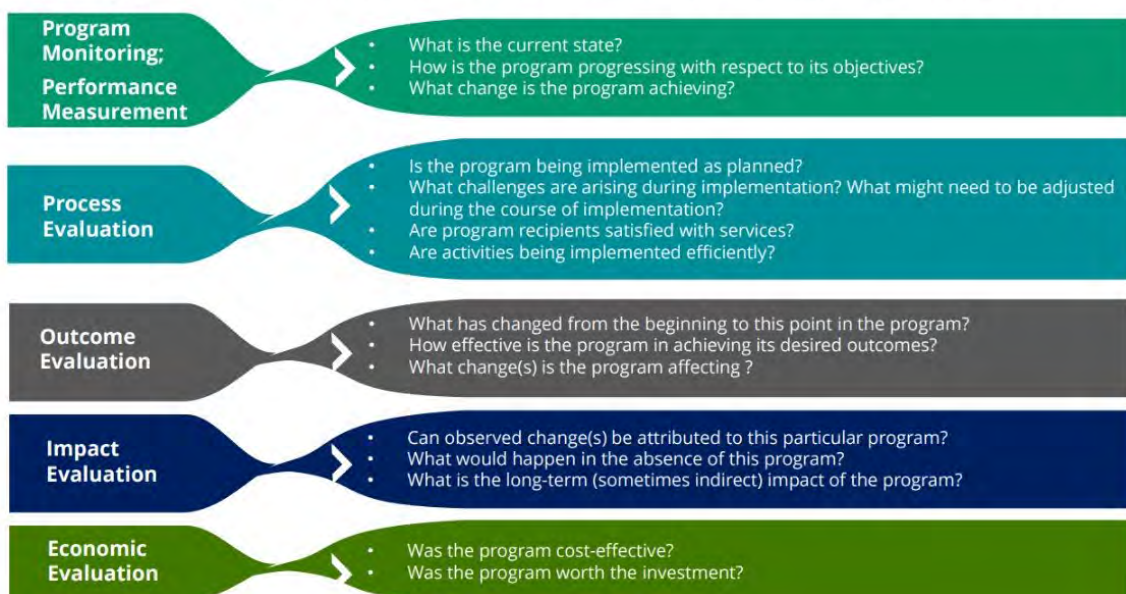 Program
Monitoring;
Performance
Measurement
• What is the current state?
• How is the program progressing with respect to its objectives?
• What change is the program achieving?
Process
Evaluation
• Is the program being implemented as planned?
• What challenges are arising during implementation? What might need to be adjusted
during the course of implementation?
• Are program recipients satisfied with services?
• Are activities being implemented efficiently?
Outcome
Evaluation
• What has changed from the beginning to this point in the program?
• How effective is the program in achieving its desired outcomes?
• What change(s) is the program affecting ?
Impact
Evaluation
• Can observed change(s) be attributed to this particular program?
• What would happen in the absence of this program?
• What is the long-term (sometimes indirect) impact of the program?
Economic
Evaluation
• Was the program cost-effective?
• Was the program worth the investment?